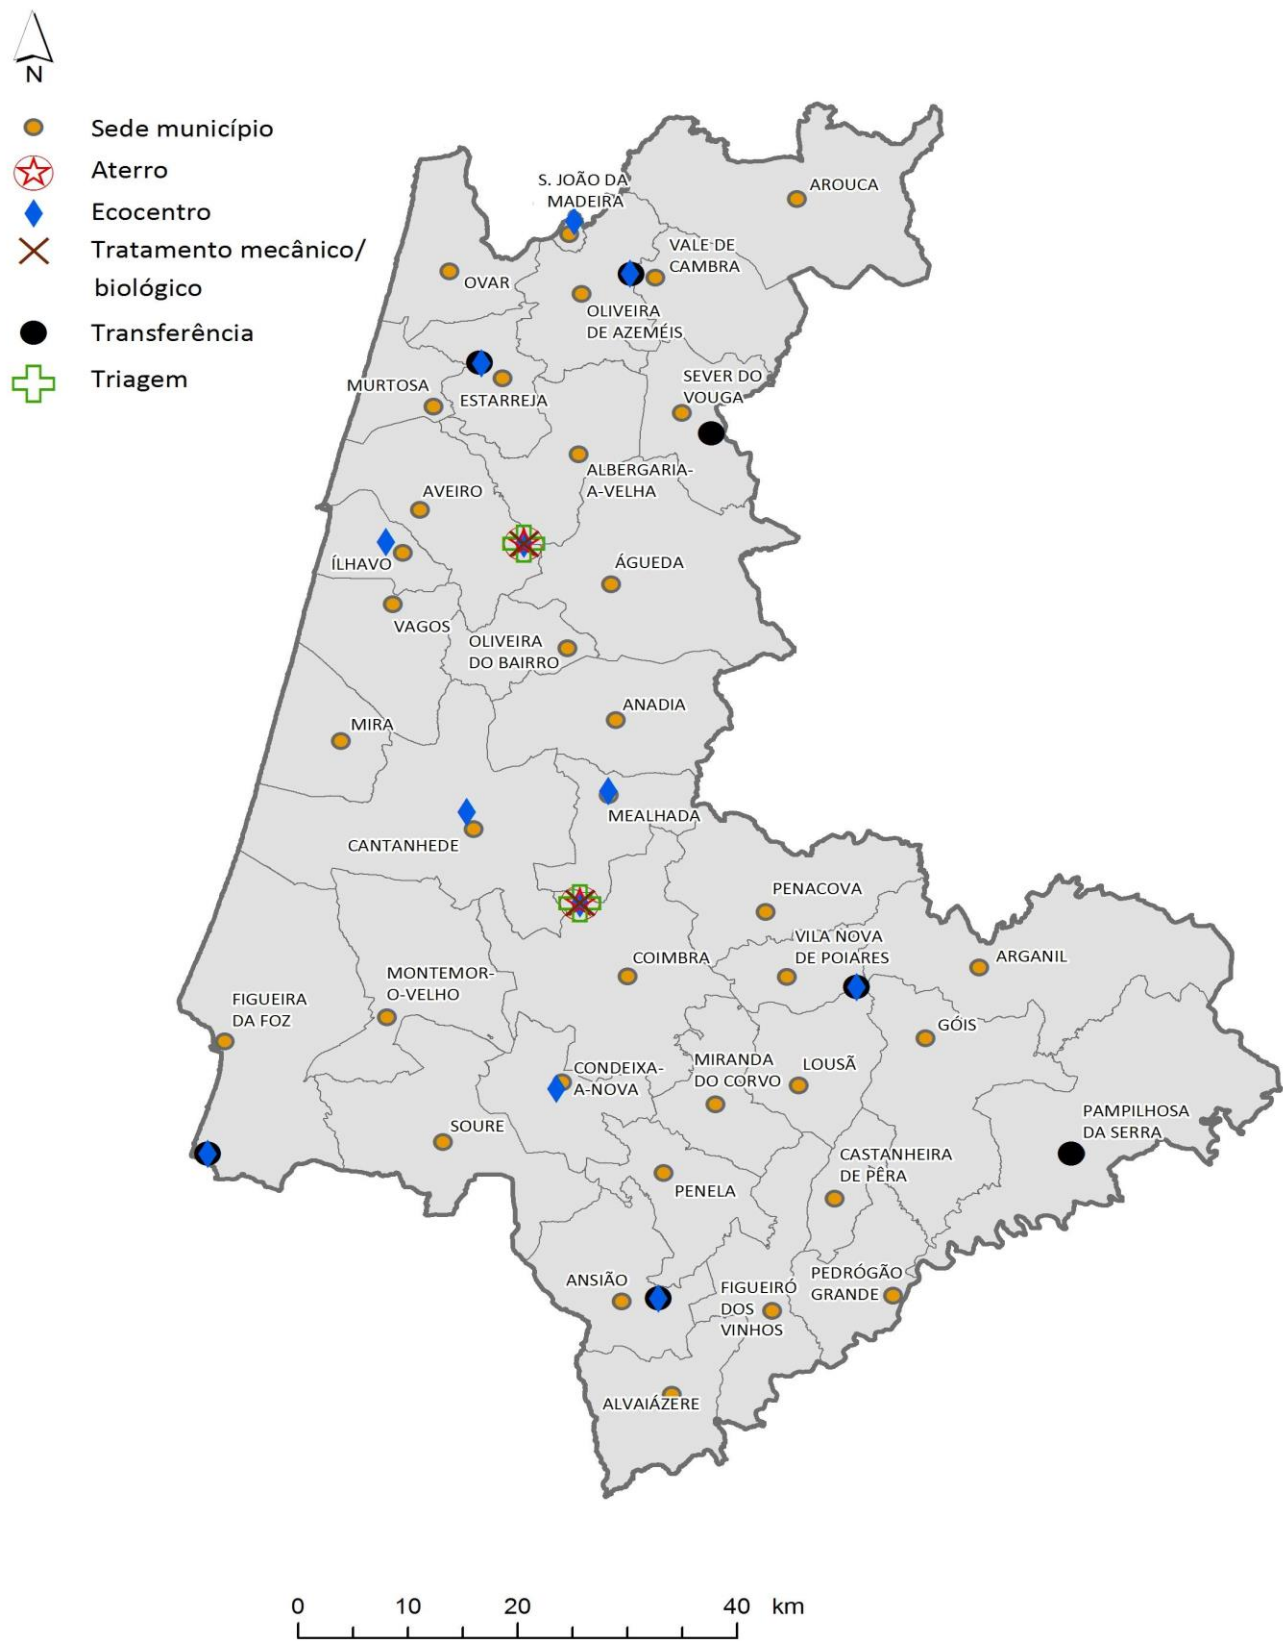 N
Sede município
Aterro
Ecocentro
Tratamento mecânico/
biológico
Transferência
Triagem
S. JOÃO DA
MADEIRA
AROUCA
VALE DE
CAMBRA
OVAR
OLIVEIRA
DE AZEMÉIS
SEVER DO
VOUGA
MURTOSA
ESTARREJA
ALBERGARIA-
A-VELHA
AVEIRO
ÍLHAVO
ÁGUEDA
VAGOS
OLIVEIRA
DO BAIRRO
ANADIA
MIRA
MEALHADA
CANTANHEDE
PENACOVA
VILA NOVA
DE POIARES
ARGANIL
COIMBRA
MONTEMOR-
O-VELHO
FIGUEIRA
DA FOZ
GÓIS
MIRANDA
DO CORVO
LOUSÃ
CONDEIXA-
A-NOVA
SOURE
PAMPILHOSA
DA SERRA
CASTANHEIRA
DE PÊRA
PENELA
ANSIÃO
FIGUEIRÓ
DOS
VINHOS
PEDRÓGÃO
GRANDE
ALVAIÁZERE
0 10 20 40 km